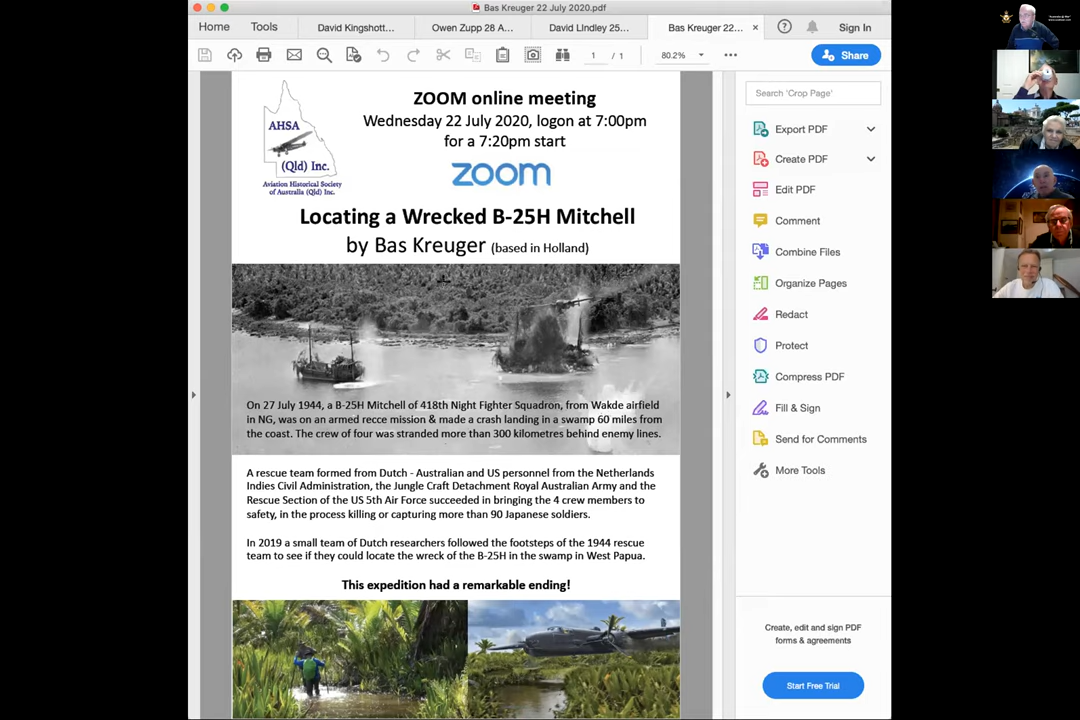 Bas Kreuger 22 July 2020.pdf
Home
Tools
David Kingshott...
Owen Zupp 28 A...
David LIndley 25...
Bas Kreuger 22...
×
?
Sign In
1 / 1
80.2%
Share
AHSA
(Qld) Inc.
Aviation Historical Society
of Australia (Qld) Inc.
ZOOM online meeting
Wednesday 22 July 2020, logon at 7:00pm
for a 7:20pm start
zoom
Locating a Wrecked B-25H Mitchell
by Bas Kreuger (based in Holland)
On 27 July 1944, a B-25H Mitchell of 418th Night Fighter Squadron, from Wakde airfield
in NG, was on an armed recce mission & made a crash landing in a swamp 60 miles from
the coast. The crew of four was stranded more than 300 kilometres behind enemy lines.
A rescue team formed from Dutch - Australian and US personnel from the Netherlands
Indies Civil Administration, the Jungle Craft Detachment Royal Australian Army and the
Rescue Section of the US 5th Air Force succeeded in bringing the 4 crew members to
safety, in the process killing or capturing more than 90 Japanese soldiers.
In 2019 a small team of Dutch researchers followed the footsteps of the 1944 rescue
team to see if they could locate the wreck of the B-25H in the swamp in West Papua.
This expedition had a remarkable ending!
Search 'Crop Page'
Export PDF
Create PDF
Edit PDF
Comment
Combine Files
Organize Pages
Redact
Protect
Compress PDF
Fill & Sign
Send for Comments
More Tools
Create, edit and sign PDF
forms & agreements
Start Free Trial